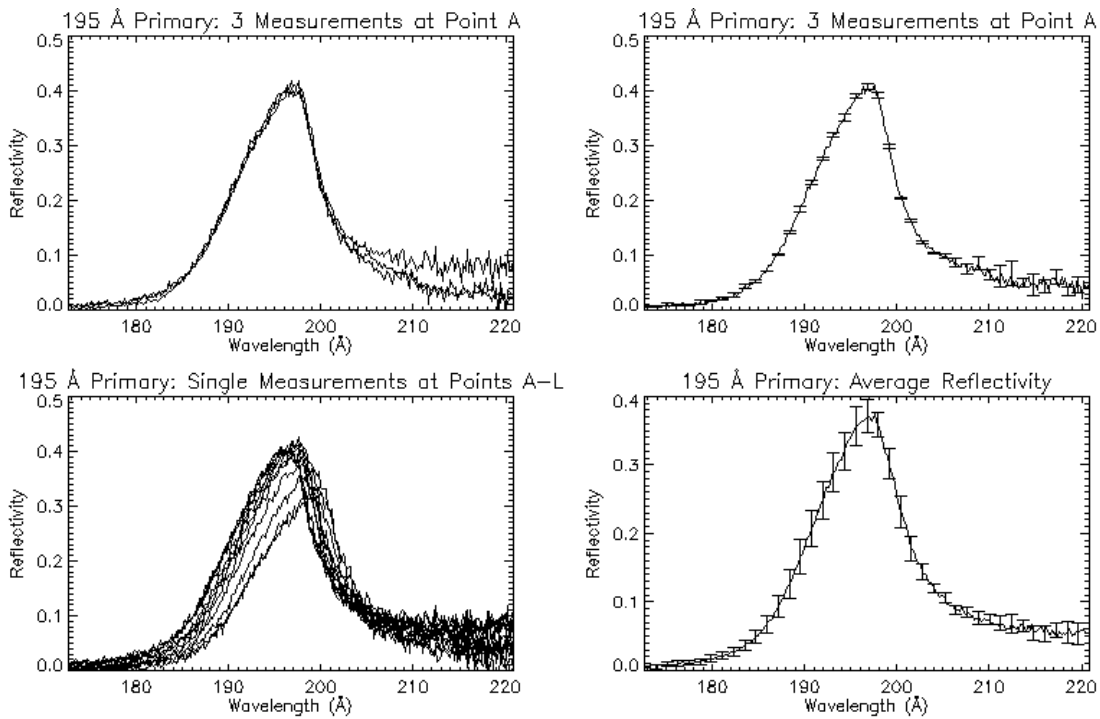 195 Å Primary: 3 Measurements at Point A
0.5
0.4
0.3
0.2
0.1
0.0
Reflectivity
180 190 200 210 220
Wavelength (Å)
195 Å Primary: 3 Measurements at Point A
0.5
0.4
0.3
0.2
0.1
0.0
Reflectivity
180 190 200 210 220
Wavelength (Å)
195 Å Primary: Single Measurements at Points A-L
0.5
0.4
0.3
0.2
0.1
0.0
Reflectivity
180 190 200 210 220
Wavelength (Å)
195 Å Primary: Average Reflectivity
0.4
0.3
0.2
0.1
0.0
Reflectivity
180 190 200 210 220
Wavelength (Å)